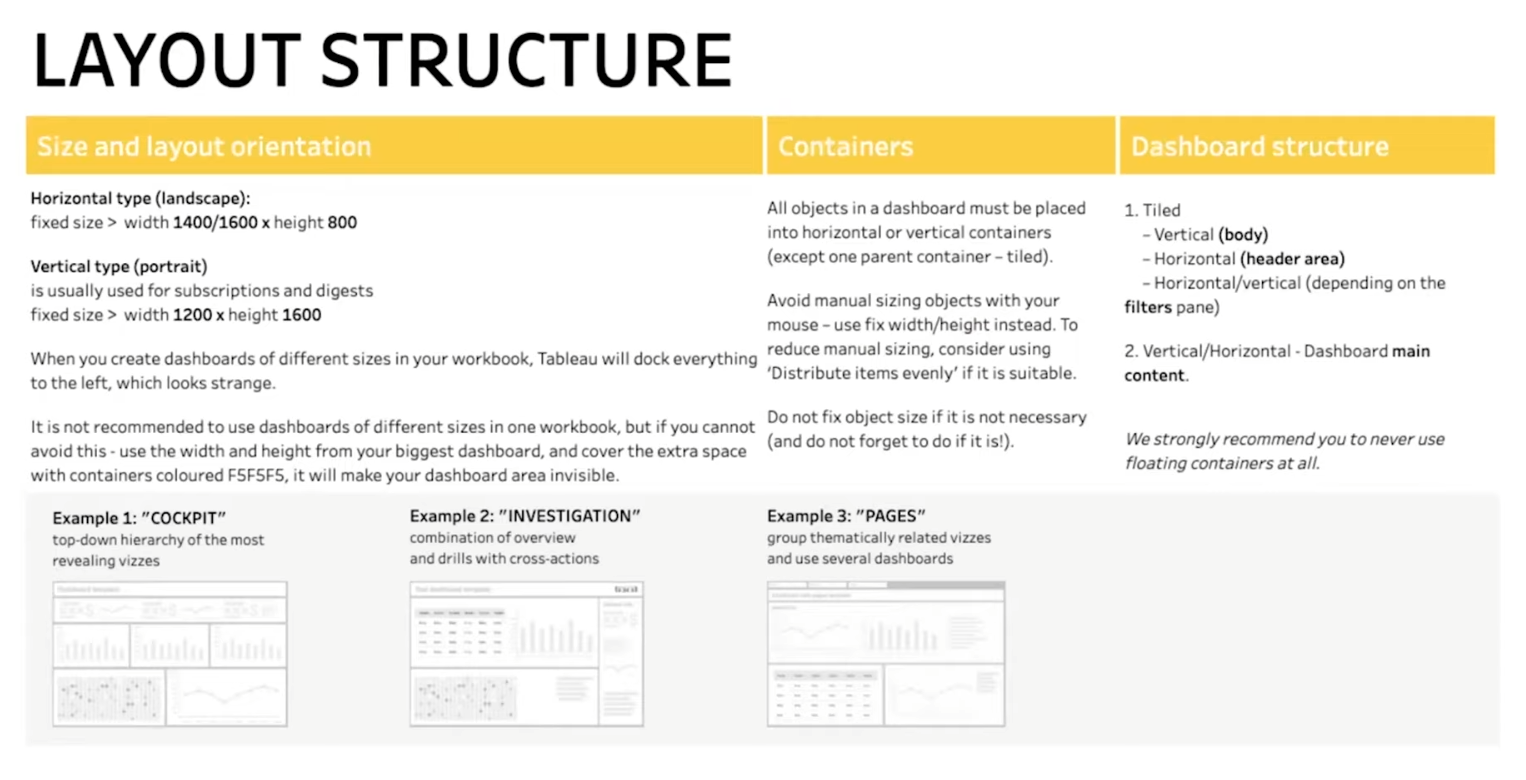 LAYOUT STRUCTURE
Size and layout orientation
Horizontal type (landscape):
fixed size > width 1400/1600 x height 800
Vertical type (portrait)
is usually used for subscriptions and digests
fixed size > width 1200 x height 1600
When you create dashboards of different sizes in your workbook, Tableau will dock everything
to the left, which looks strange.
It is not recommended to use dashboards of different sizes in one workbook, but if you cannot
avoid this - use the width and height from your biggest dashboard, and cover the extra space
with containers coloured F5F5F5, it will make your dashboard area invisible.
Containers
All objects in a dashboard must be placed
into horizontal or vertical containers
(except one parent container – tiled).
Avoid manual sizing objects with your
mouse – use fix width/height instead. To
reduce manual sizing, consider using
‘Distribute items evenly’ if it is suitable.
Do not fix object size if it is not necessary
(and do not forget to do if it is!).
Dashboard structure
1. Tiled
– Vertical (body)
– Horizontal (header area)
– Horizontal/vertical (depending on the
filters pane)
2. Vertical/Horizontal - Dashboard main
content.
We strongly recommend you to never use
floating containers at all.
Example 1: ”COCKPIT”
top-down hierarchy of the most
revealing vizzes
Example 2: ”INVESTIGATION”
combination of overview
and drills with cross-actions
Example 3: ”PAGES”
group thematically related vizzes
and use several dashboards